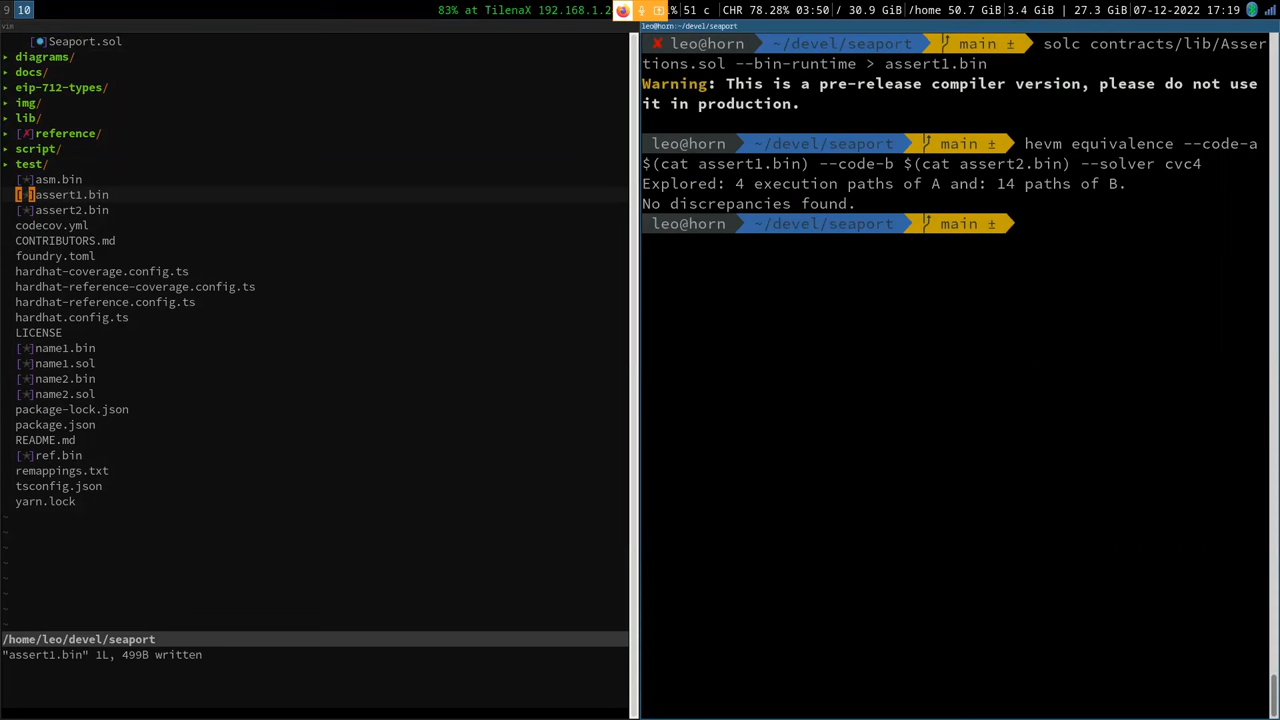 9 10
83% at TilenaX 192.168.1.2
% 51 c CHR 78.28% 03:50 / 30.9 GiB /home 50.7 GiB 3.4 GiB 27.3 GiB 07-12-2022 17:19
vim
Seaport.sol
diagrams/
docs/
eip-712-types/
img/
lib/
[✗]reference/
script/
test/
[★]asm.bin
[★]assert1.bin
[★]assert2.bin
codecov.yml
CONTRIBUTORS.md
foundry.toml
hardhat-coverage.config.ts
hardhat-reference-coverage.config.ts
hardhat-reference.config.ts
hardhat.config.ts
LICENSE
[★]name1.bin
[★]name1.sol
[★]name2.bin
[★]name2.sol
package-lock.json
package.json
README.md
[★]ref.bin
remappings.txt
tsconfig.json
yarn.lock
~
~
~
~
~
~
~
~
/home/leo/devel/seaport
"assert1.bin" 1L, 499B written
leo@horn:~/devel/seaport
✘ leo@horn ~/devel/seaport main ± solc contracts/lib/Asser
tions.sol --bin-runtime > assert1.bin
Warning: This is a pre-release compiler version, please do not use
it in production.
leo@horn ~/devel/seaport main ± hevm equivalence --code-a
$(cat assert1.bin) --code-b $(cat assert2.bin) --solver cvc4
Explored: 4 execution paths of A and: 14 paths of B.
No discrepancies found.
leo@horn ~/devel/seaport main ±